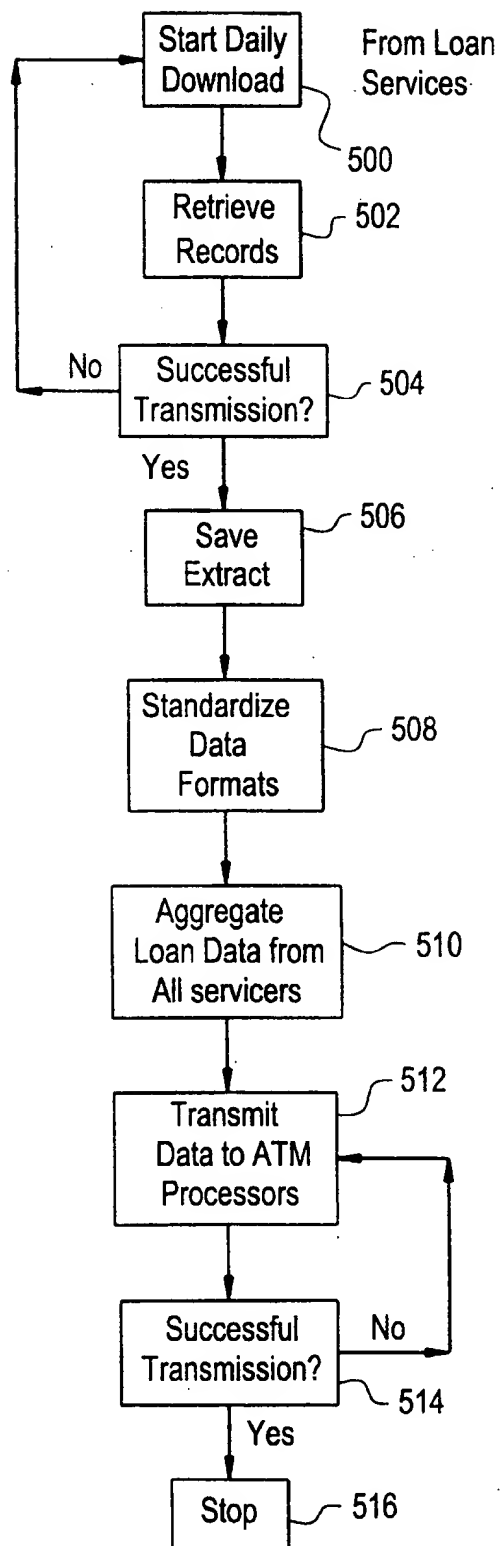 Start Daily
Download
From Loan
Services
500
Retrieve
Records
502
Successful
Transmission?
504
No
Yes
506
Save
Extract
Standardize
Data
Formats
508
Aggregate
Loan Data from
All servicers
510
512
Transmit
Data to ATM
Processors
Successful
Transmission?
No
514
Yes
Stop
516